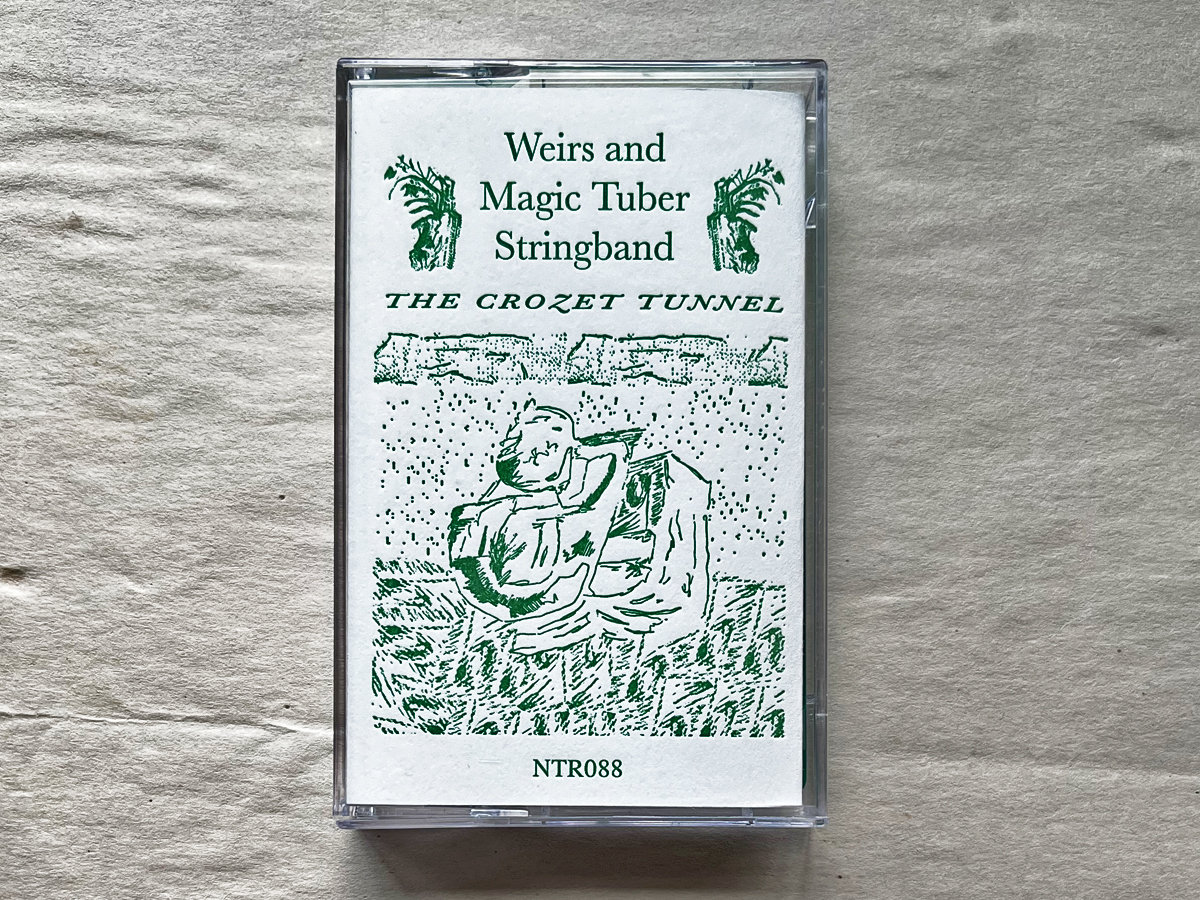 Weirs and
Magic Tuber
Stringband
THE CROZET TUNNEL
NTR088